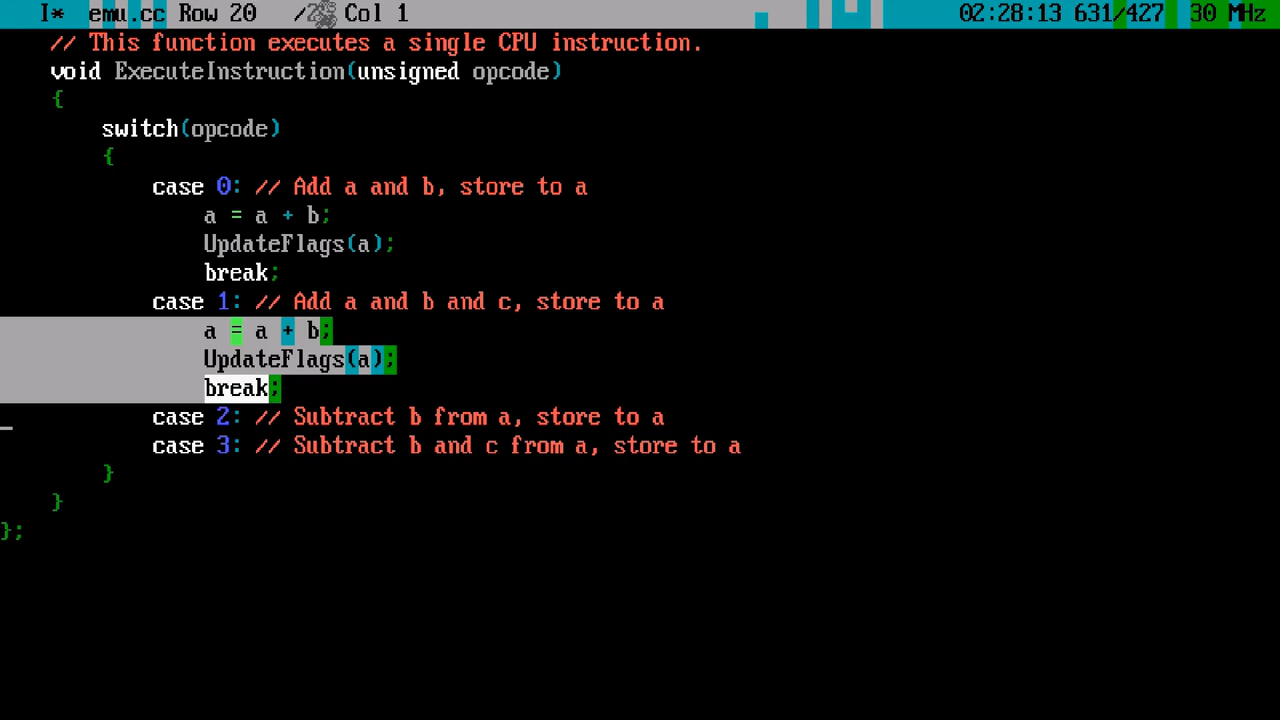 I* emu.cc Row 20 / Col 1 02:28:13 631/427 30 MHz
// This function executes a single CPU instruction.
void ExecuteInstruction(unsigned opcode)
{
switch(opcode)
{
case 0: // Add a and b, store to a
a = a + b;
UpdateFlags(a);
break;
case 1: // Add a and b and c, store to a
a = a + b;
UpdateFlags(a);
break;
case 2: // Subtract b from a, store to a
case 3: // Subtract b and c from a, store to a
}
}
};